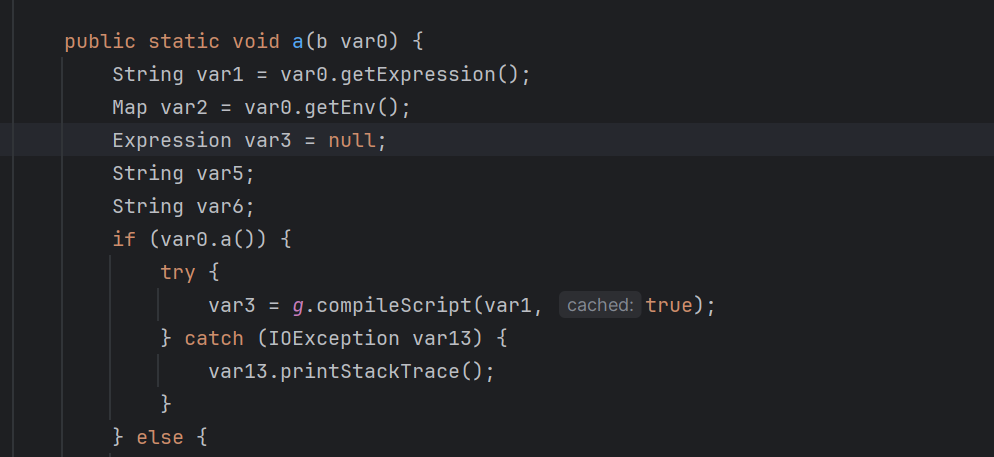 public static void a(b var0) {
String var1 = var0.getExpression();
Map var2 = var0.getEnv();
Expression var3 = null;
String var5;
String var6;
if (var0.a()) {
try {
var3 = g.compileScript(var1, cached: true);
} catch (IOException var13) {
var13.printStackTrace();
}
} else {